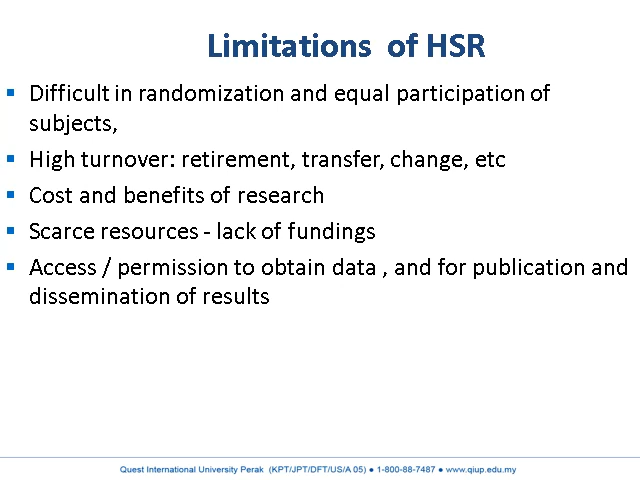 Limitations  of HSR
▪ Difficult in randomization and equal participation of
subjects,
▪ High turnover: retirement, transfer, change, etc
▪ Cost and benefits of research
▪ Scarce resources - lack of fundings
▪ Access / permission to obtain data , and for publication and
dissemination of results
Quest International University Perak  (KPT/JPT/DFT/US/A 05) ● 1-800-88-7487 ● www.qiup.edu.my